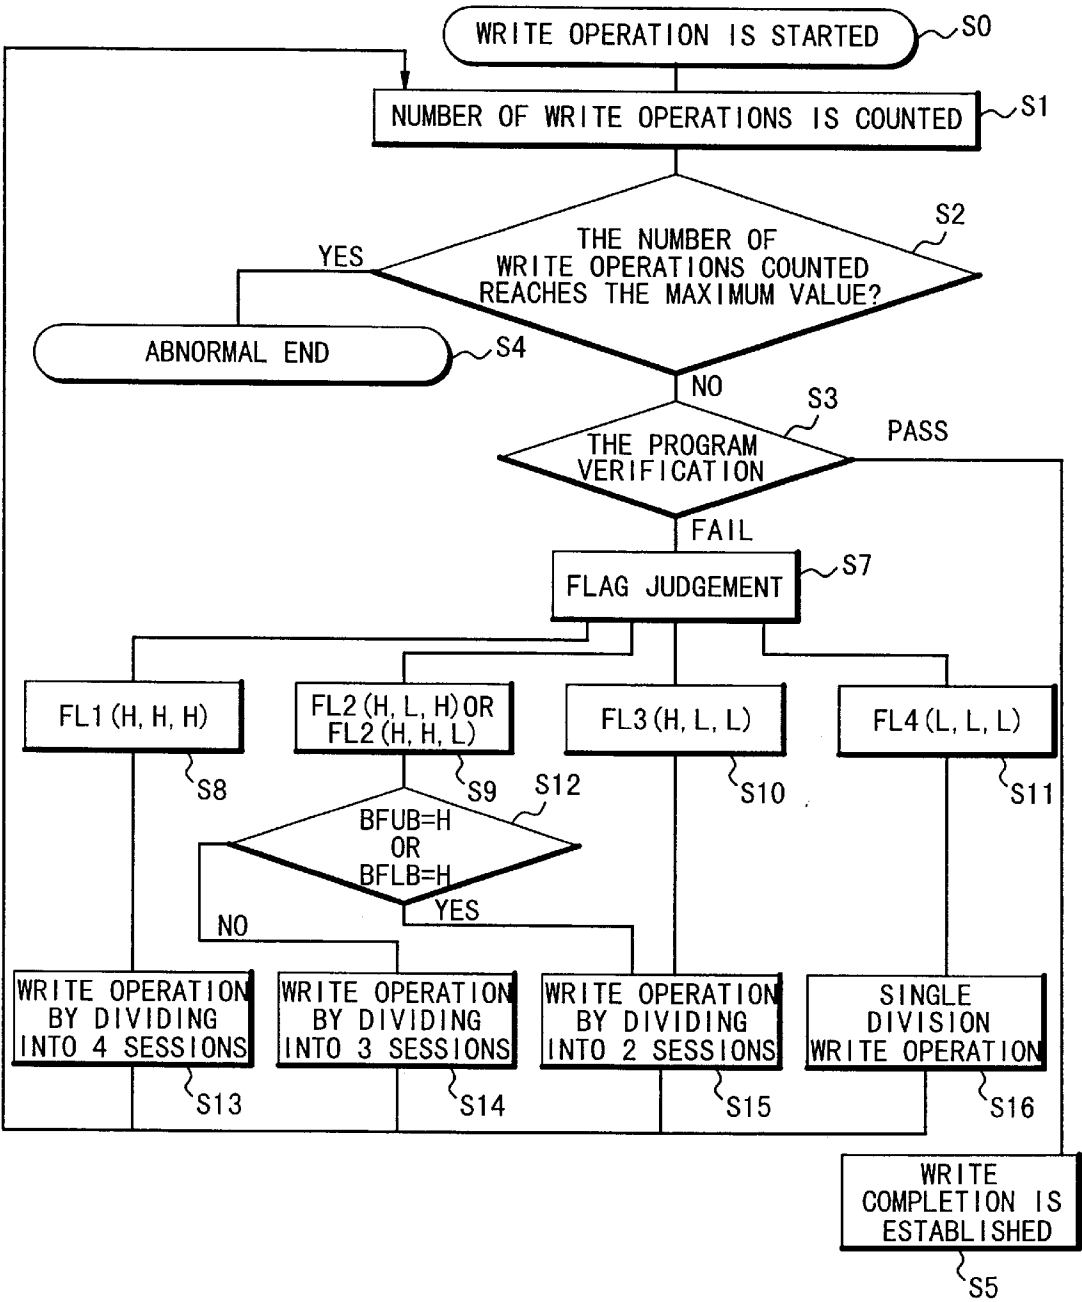 WRITE OPERATION IS STARTED
S0
NUMBER OF WRITE OPERATIONS IS COUNTED
S1
THE NUMBER OF
WRITE OPERATIONS COUNTED
REACHES THE MAXIMUM VALUE?
S2
YES
ABNORMAL END
S4
NO
THE PROGRAM
VERIFICATION
S3
PASS
FAIL
FLAG JUDGEMENT
S7
FL1(H, H, H)
S8
FL2(H, L, H)OR
FL2(H, H, L)
S9
FL3(H, L, L)
S10
FL4(L, L, L)
S11
BFUB=H
OR
BFLB=H
S12
NO
YES
WRITE OPERATION
BY DIVIDING
INTO 4 SESSIONS
S13
WRITE OPERATION
BY DIVIDING
INTO 3 SESSIONS
S14
WRITE OPERATION
BY DIVIDING
INTO 2 SESSIONS
S15
SINGLE
DIVISION
WRITE OPERATION
S16
WRITE
COMPLETION IS
ESTABLISHED
S5